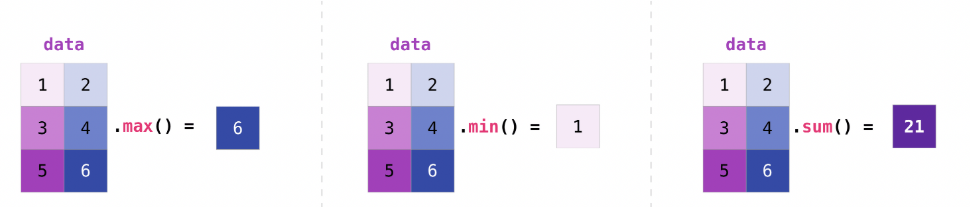 data data data
1 2 1 2 1 2
3 4 .max() = 6 3 4 .min() = 1 3 4 .sum() = 21
5 6 5 6 5 6